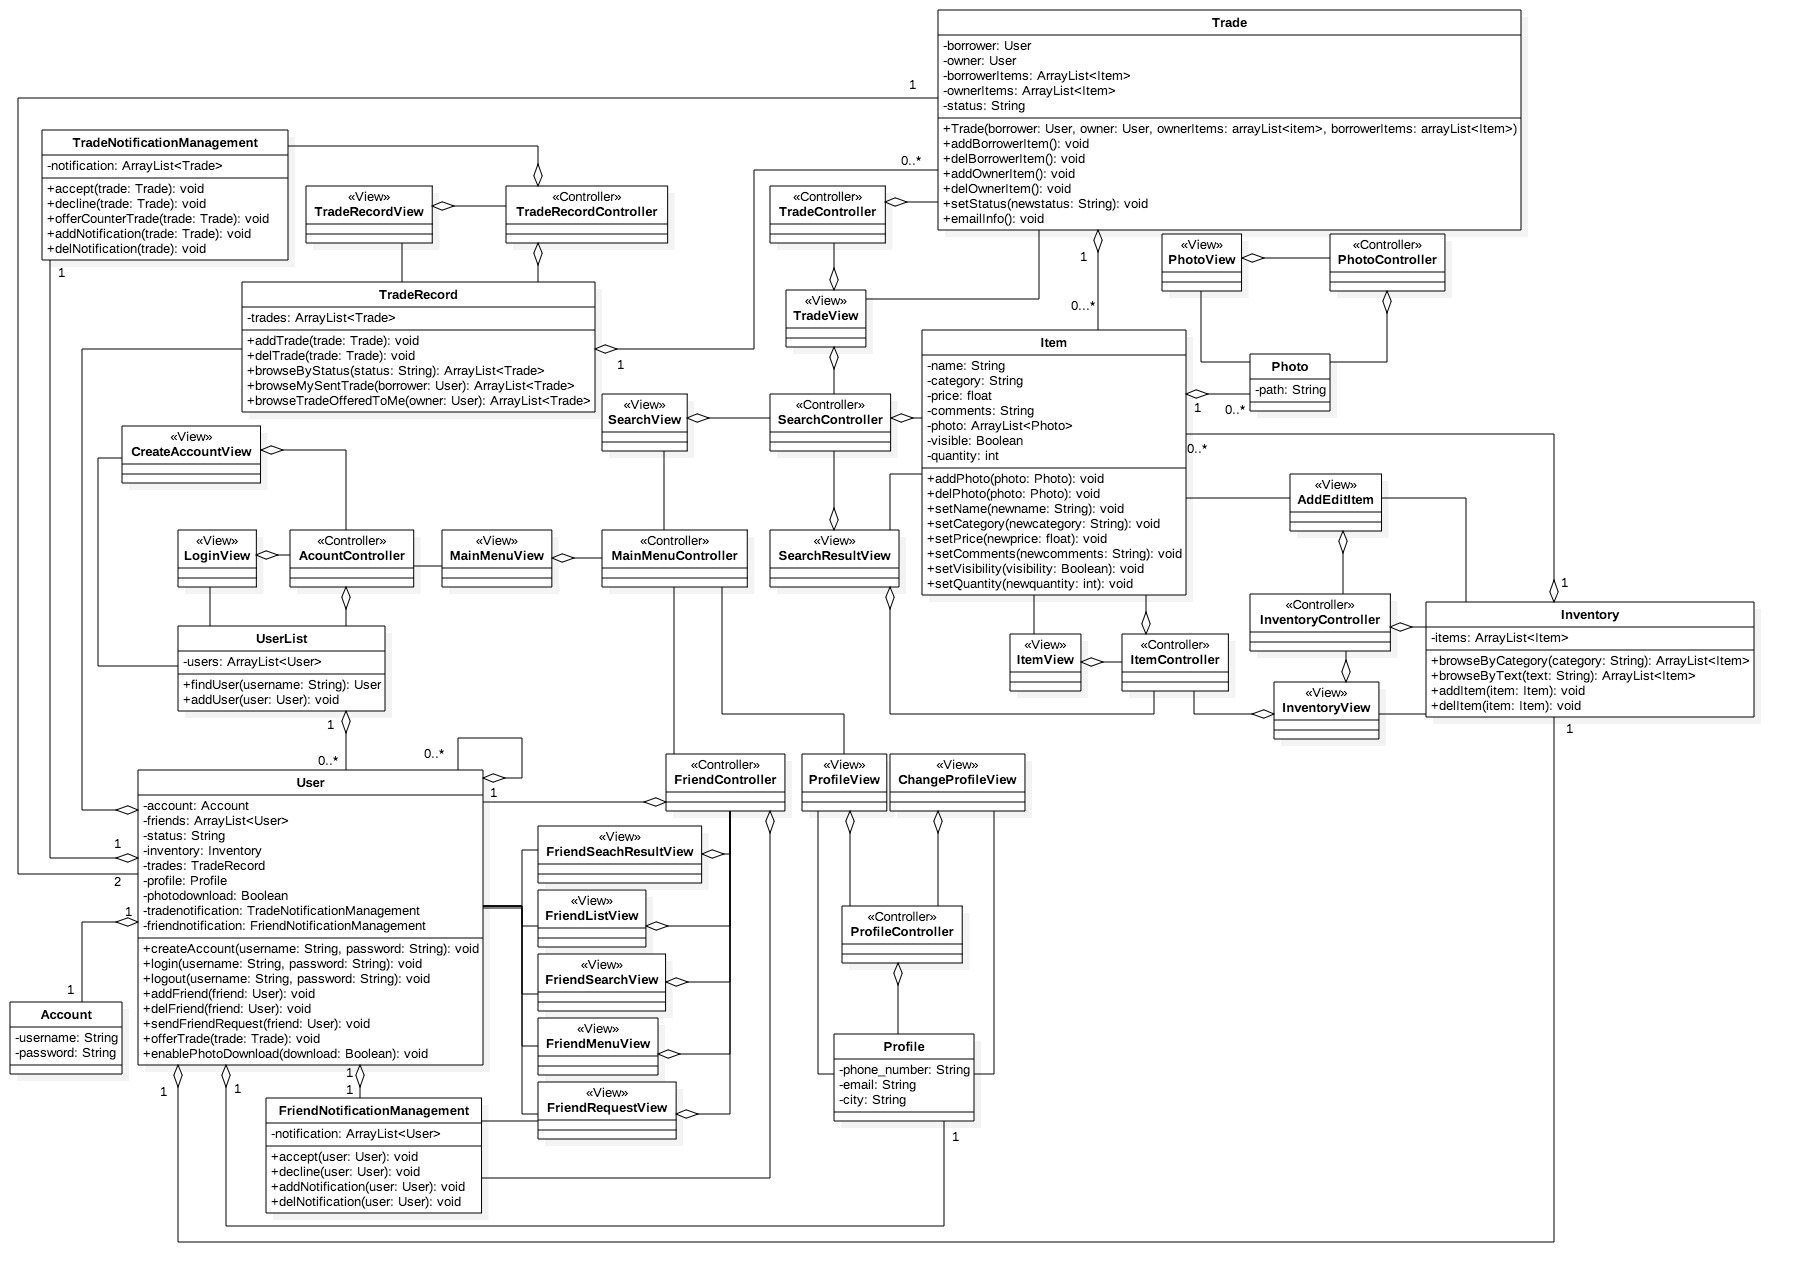 Trade
-borrower: User
-owner: User
-borrowerItems: ArrayList<Item>
-ownerItems: ArrayList<Item>
-status: String
+Trade(borrower: User, owner: User, ownerItems: arrayList<item>, borrowerItems: arrayList<Item>)
+addBorrowerItem(): void
+delBorrowerItem(): void
+addOwnerItem(): void
+delOwnerItem(): void
+setStatus(newstatus: String): void
+emailInfo(): void
1
0..*
TradeNotificationManagement
-notification: ArrayList<Trade>
+accept(trade: Trade): void
+decline(trade: Trade): void
+offerCounterTrade(trade: Trade): void
+addNotification(trade: Trade): void
+delNotification(trade): void
1
«View»
TradeRecordView
«Controller»
TradeRecordController
«Controller»
TradeController
«View»
PhotoView
«Controller»
PhotoController
1
0...*
TradeRecord
-trades: ArrayList<Trade>
+addTrade(trade: Trade): void
+delTrade(trade: Trade): void
+browseByStatus(status: String): ArrayList<Trade>
+browseMySentTrade(borrower: User): ArrayList<Trade>
+browseTradeOfferedToMe(owner: User): ArrayList<Trade>
1
«View»
TradeView
Item
-name: String
-category: String
-price: float
-comments: String
-photo: ArrayList<Photo>
-visible: Boolean
-quantity: int
+addPhoto(photo: Photo): void
+delPhoto(photo: Photo): void
+setName(newname: String): void
+setCategory(newcategory: String): void
+setPrice(newprice: float): void
+setComments(newcomments: String): void
+setVisibility(visibility: Boolean): void
+setQuantity(newquantity: int): void
Photo
-path: String
1
0..*
0..*
«View»
SearchView
«Controller»
SearchController
«View»
CreateAccountView
«View»
AddEditItem
«View»
LoginView
«Controller»
AcountController
«View»
MainMenuView
«Controller»
MainMenuController
«View»
SearchResultView
1
«Controller»
InventoryController
Inventory
-items: ArrayList<Item>
+browseByCategory(category: String): ArrayList<Item>
+browseByText(text: String): ArrayList<Item>
+addItem(item: Item): void
+delItem(item: Item): void
1
UserList
-users: ArrayList<User>
+findUser(username: String): User
+addUser(user: User): void
1
0..*
«View»
ItemView
«Controller»
ItemController
«View»
InventoryView
0..*
1
User
-account: Account
-friends: ArrayList<User>
-status: String
-inventory: Inventory
-trades: TradeRecord
-profile: Profile
-photodownload: Boolean
-tradenotification: TradeNotificationManagement
-friendnotification: FriendNotificationManagement
+createAccount(username: String, password: String): void
+login(username: String, password: String): void
+logout(username: String, password: String): void
+addFriend(friend: User): void
+delFriend(friend: User): void
+sendFriendRequest(friend: User): void
+offerTrade(trade: Trade): void
+enablePhotoDownload(download: Boolean): void
1
2
1
1
«Controller»
FriendController
«View»
ProfileView
«View»
ChangeProfileView
«View»
FriendSeachResultView
«View»
FriendListView
«View»
FriendSearchView
«View»
FriendMenuView
«View»
FriendRequestView
«Controller»
ProfileController
Account
-username: String
-password: String
Profile
-phone_number: String
-email: String
-city: String
1
1
1
1
1
FriendNotificationManagement
-notification: ArrayList<User>
+accept(user: User): void
+decline(user: User): void
+addNotification(user: User): void
+delNotification(user: User): void